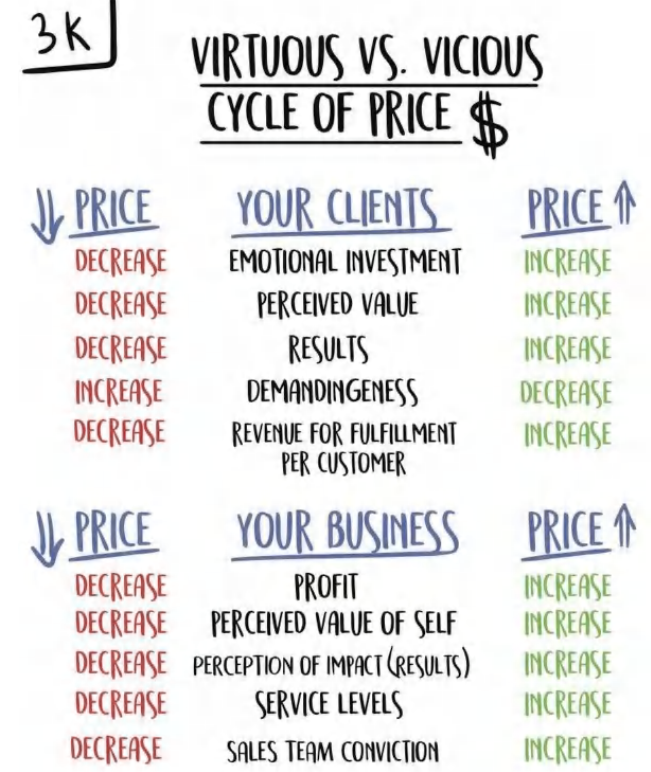 3K
VIRTUOUS VS. VICIOUS
CYCLE OF PRICE $
PRICE YOUR CLIENTS PRICE
DECREASE EMOTIONAL INVESTMENT INCREASE
DECREASE PERCEIVED VALUE INCREASE
DECREASE RESULTS INCREASE
INCREASE DEMANDINGENESS DECREASE
DECREASE REVENUE FOR FULFILLMENT INCREASE
PER CUSTOMER
PRICE YOUR BUSINESS PRICE
DECREASE PROFIT INCREASE
DECREASE PERCEIVED VALUE OF SELF INCREASE
DECREASE PERCEPTION OF IMPACT (RESULTS) INCREASE
DECREASE SERVICE LEVELS INCREASE
DECREASE SALES TEAM CONVICTION INCREASE